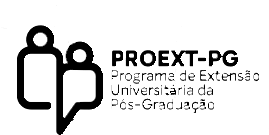 PROEXT-PG
Programa de Extensão
Universitária da
Pós-Graduação